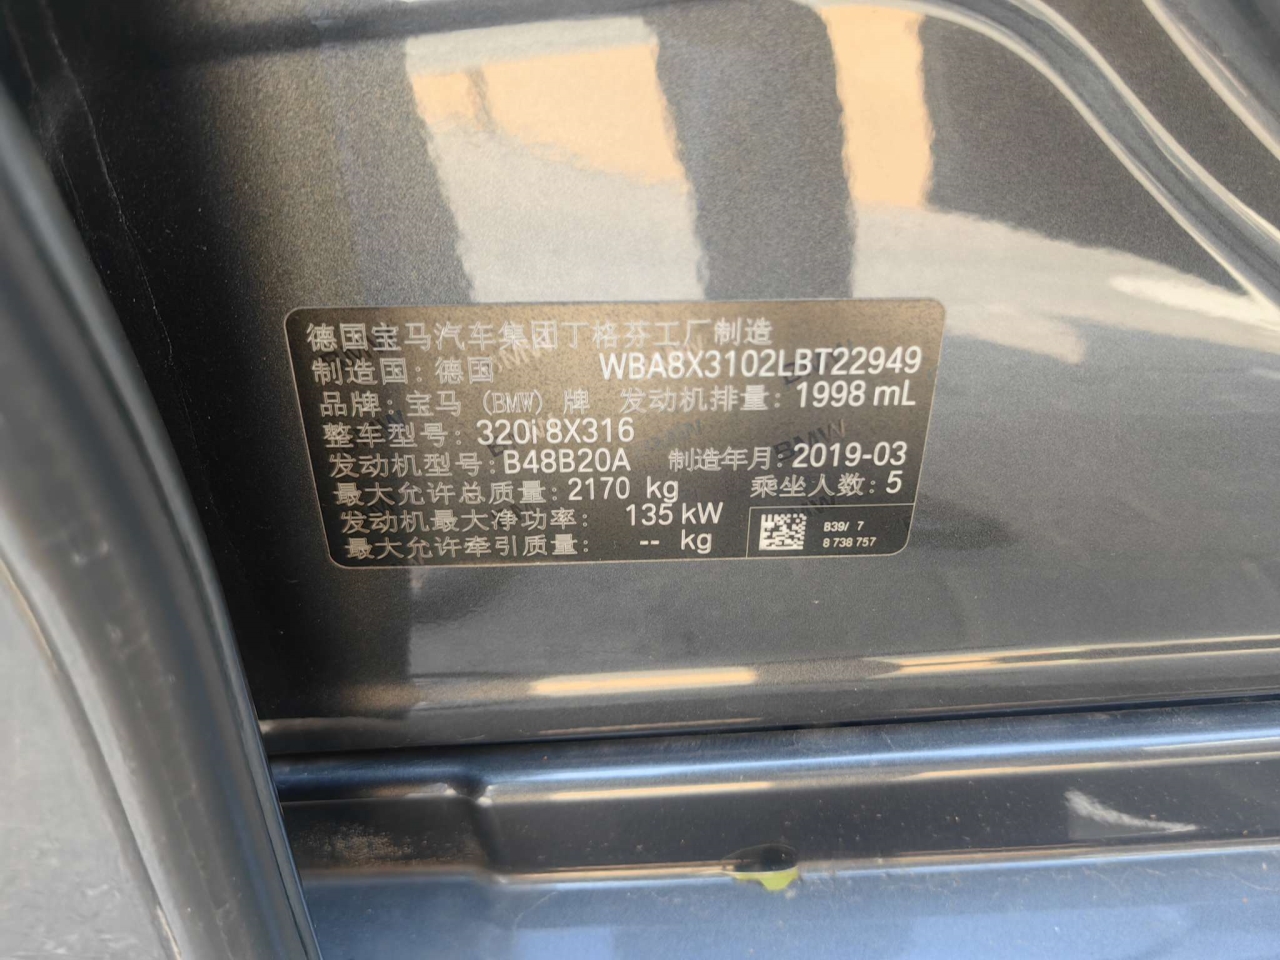 德国宝马汽车集团丁格芬工厂制造
制造国：德国 WBA8X3102LBT22949
品牌：宝马 (BMW) 牌 发动机排量：1998 mL
整车型号：320i 8X316
发动机型号：B48B20A 制造年月：2019-03
最大允许总质量：2170 kg 乘坐人数：5
发动机最大净功率： 135 kW
最大允许牵引质量： -- kg
B39/ 7
8 738 757